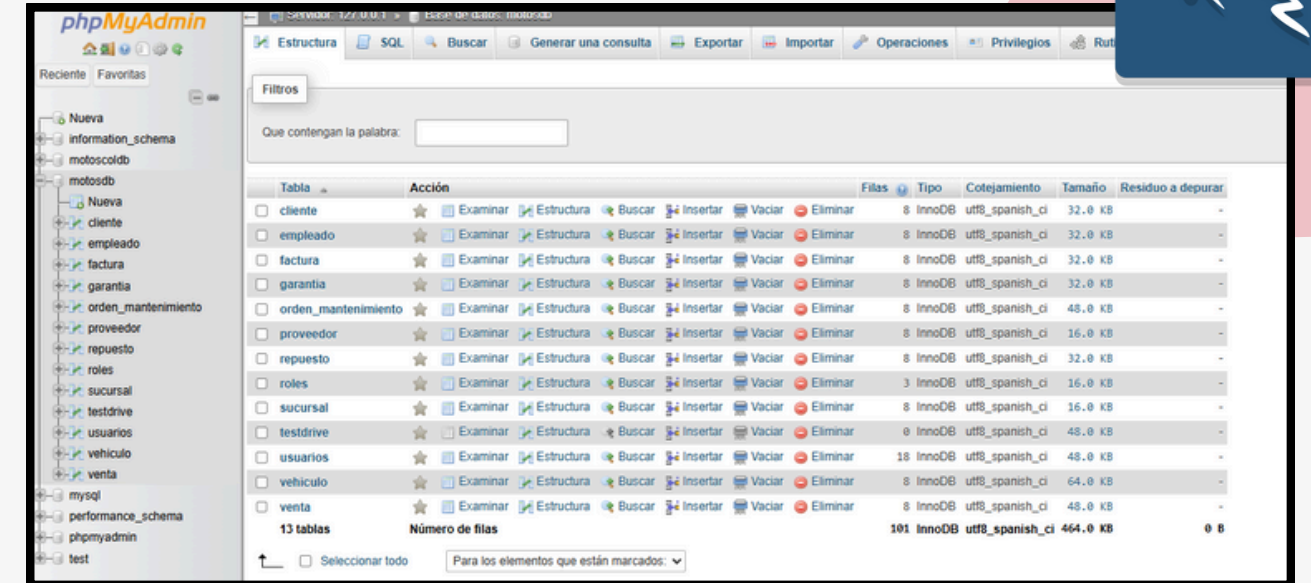 phpMyAdmin
Reciente Favoritas
Nueva
information_schema
motoscoldb
motosdb
Nueva
cliente
empleado
factura
garantia
orden_mantenimiento
proveedor
repuesto
roles
sucursal
testdrive
usuarios
vehiculo
venta
mysql
performance_schema
phpmyadmin
test
Servidor: 127.0.0.1 » Base de datos: motosdb
Estructura SQL Buscar Generar una consulta Exportar Importar Operaciones Privilegios Ruti
Filtros
Que contengan la palabra:
Tabla Acción Filas Tipo Cotejamiento Tamaño Residuo a depurar
cliente Examinar Estructura Buscar Insertar Vaciar Eliminar 8 InnoDB utf8_spanish_ci 32.0 KB -
empleado Examinar Estructura Buscar Insertar Vaciar Eliminar 8 InnoDB utf8_spanish_ci 32.0 KB -
factura Examinar Estructura Buscar Insertar Vaciar Eliminar 8 InnoDB utf8_spanish_ci 32.0 KB -
garantia Examinar Estructura Buscar Insertar Vaciar Eliminar 8 InnoDB utf8_spanish_ci 32.0 KB -
orden_mantenimiento Examinar Estructura Buscar Insertar Vaciar Eliminar 8 InnoDB utf8_spanish_ci 48.0 KB -
proveedor Examinar Estructura Buscar Insertar Vaciar Eliminar 8 InnoDB utf8_spanish_ci 16.0 KB -
repuesto Examinar Estructura Buscar Insertar Vaciar Eliminar 8 InnoDB utf8_spanish_ci 32.0 KB -
roles Examinar Estructura Buscar Insertar Vaciar Eliminar 3 InnoDB utf8_spanish_ci 16.0 KB -
sucursal Examinar Estructura Buscar Insertar Vaciar Eliminar 8 InnoDB utf8_spanish_ci 16.0 KB -
testdrive Examinar Estructura Buscar Insertar Vaciar Eliminar 0 InnoDB utf8_spanish_ci 48.0 KB -
usuarios Examinar Estructura Buscar Insertar Vaciar Eliminar 18 InnoDB utf8_spanish_ci 48.0 KB -
vehiculo Examinar Estructura Buscar Insertar Vaciar Eliminar 8 InnoDB utf8_spanish_ci 64.0 KB -
venta Examinar Estructura Buscar Insertar Vaciar Eliminar 8 InnoDB utf8_spanish_ci 48.0 KB -
13 tablas Número de filas 101 InnoDB utf8_spanish_ci 464.0 KB 0 B
Seleccionar todo Para los elementos que están marcados: